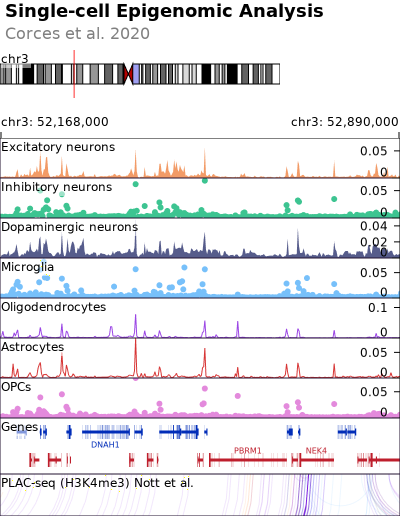 Single-cell Epigenomic Analysis
Corces et al. 2020
chr3
chr3: 52,168,000 chr3: 52,890,000
Excitatory neurons 0.05
0
Inhibitory neurons 0.05
0
Dopaminergic neurons 0.04
0.02
0
Microglia 0.05
0
Oligodendrocytes 0.1
0
Astrocytes 0.05
0
OPCs 0.05
0
Genes
DNAH1
PBRM1 NEK4
PLAC-seq (H3K4me3) Nott et al.